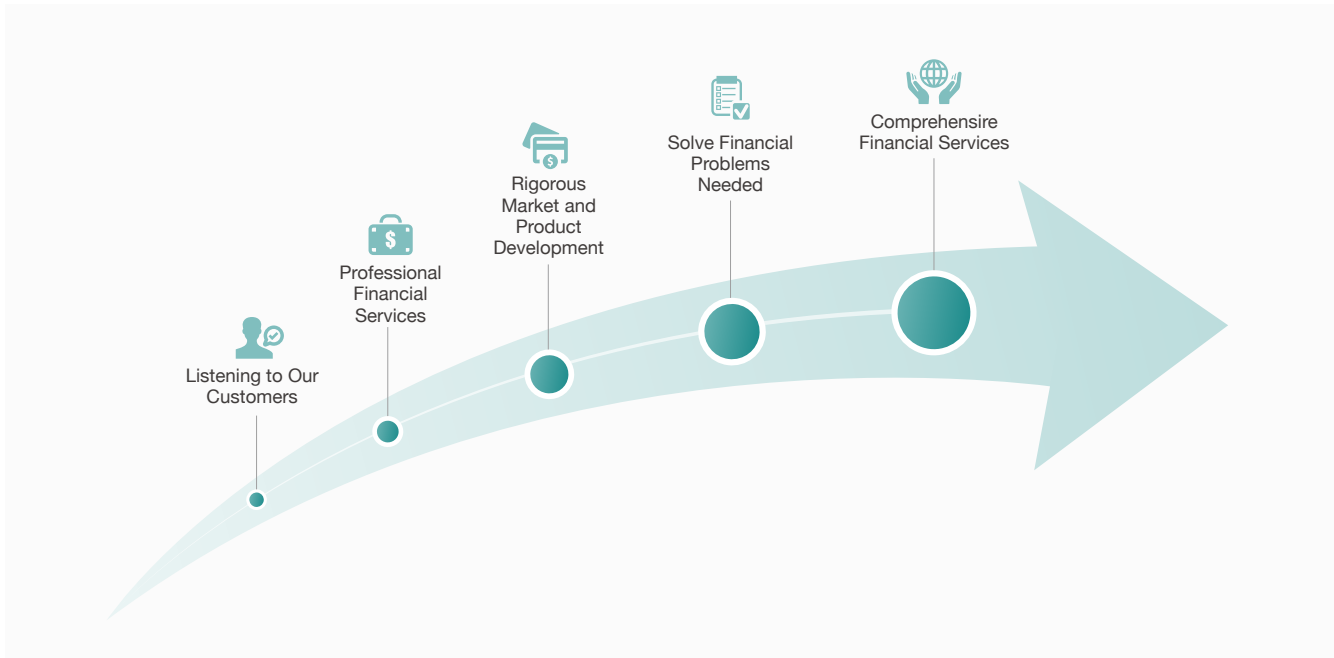 Listening to Our
Customers
Professional
Financial
Services
$
Rigorous
Market and
Product
Development
$
Solve Financial
Problems
Needed
Comprehensire
Financial Services